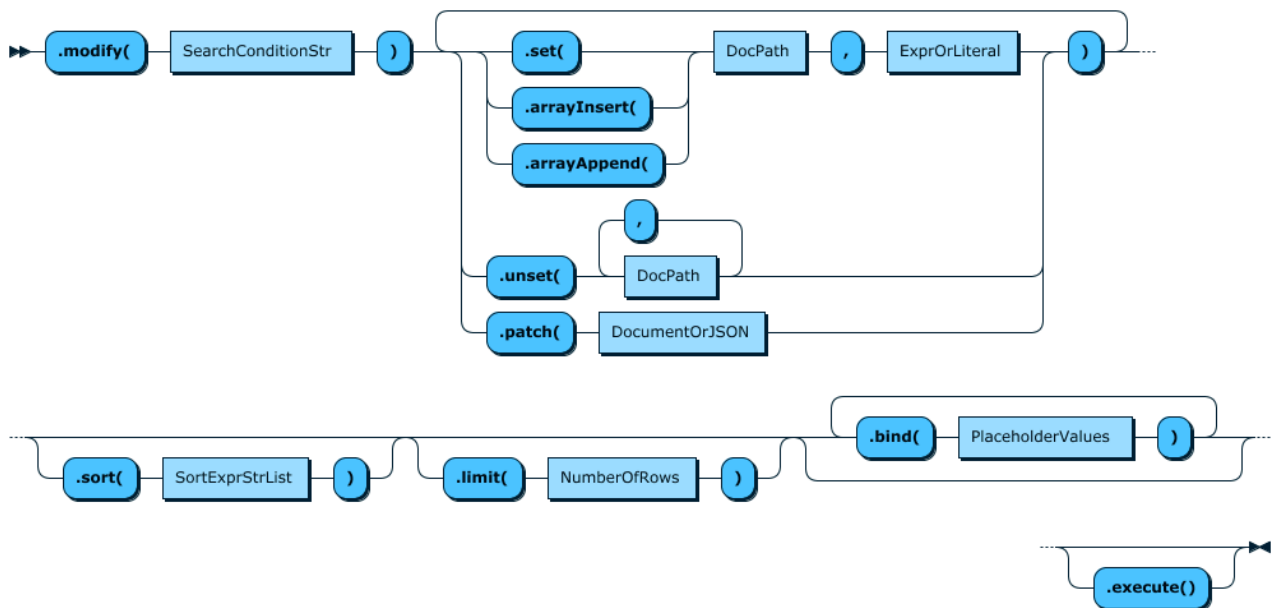 .modify( SearchConditionStr ) .set( DocPath , ExprOrLiteral )
.arrayInsert(
.arrayAppend(
,
.unset( DocPath
.patch( DocumentOrJSON
.bind( PlaceholderValues )
.sort( SortExprStrList ) .limit( NumberOfRows )
.execute()